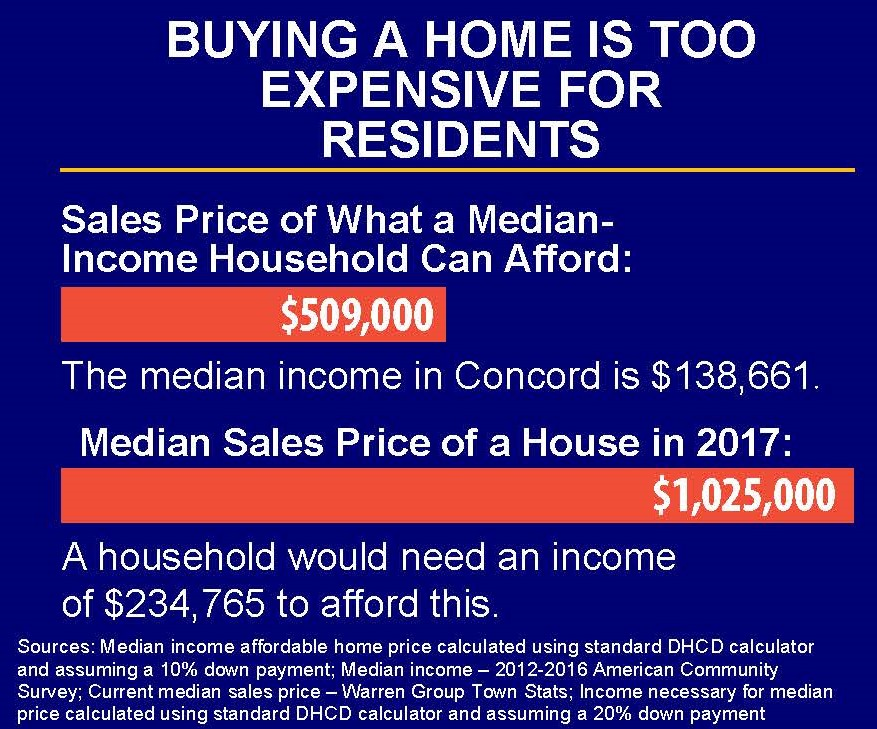 BUYING A HOME IS TOO
EXPENSIVE FOR
RESIDENTS
Sales Price of What a Median-
Income Household Can Afford:
$509,000
The median income in Concord is $138,661.
Median Sales Price of a House in 2017:
$1,025,000
A household would need an income
of $234,765 to afford this.
Sources: Median income affordable home price calculated using standard DHCD calculator
and assuming a 10% down payment; Median income – 2012-2016 American Community
Survey; Current median sales price – Warren Group Town Stats; Income necessary for median
price calculated using standard DHCD calculator and assuming a 20% down payment